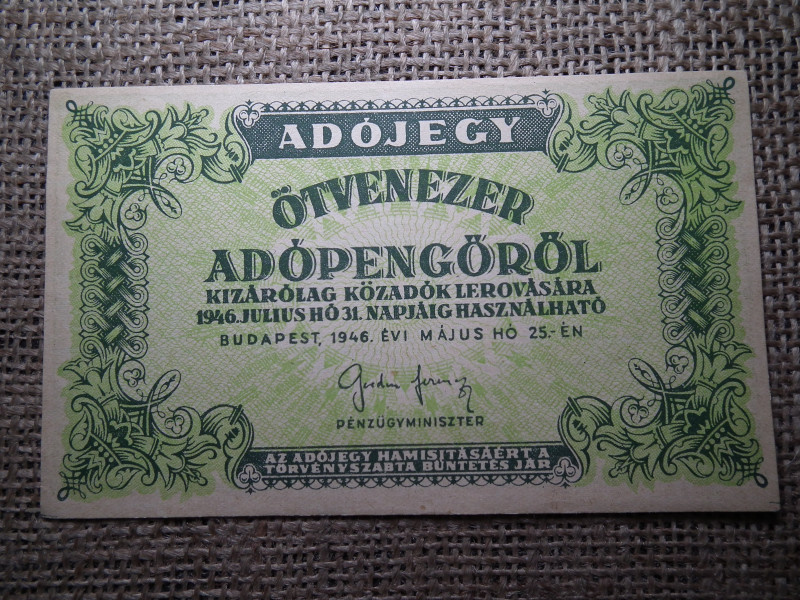 ADÓJEGY
ÖTVENEZER
ADÓPENGŐRŐL
KIZÁRÓLAG KÖZADÓK LEROVÁSÁRA
1946. JULIUS HÓ 31. NAPJÁIG HASZNÁLHATÓ
BUDAPEST, 1946. ÉVI MÁJUS HÓ 25.-ÉN
PÉNZÜGYMINISZTER
AZ ADÓJEGY HAMISITÁSÁÉRT A
TÖRVÉNYSZABTA BÜNTETÉS JÁR